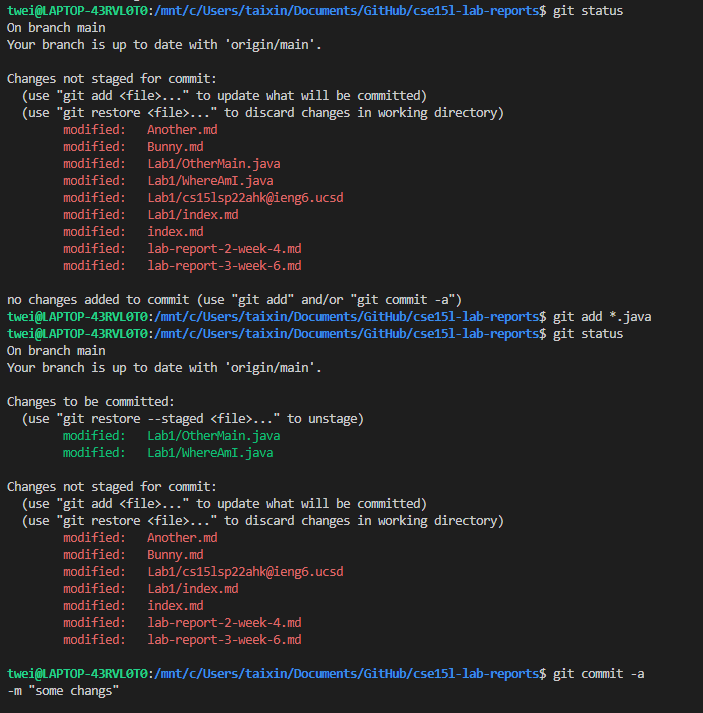 twei@LAPTOP-43RVL0T0:/mnt/c/Users/taixin/Documents/GitHub/cse15l-lab-reports$ git status
On branch main
Your branch is up to date with 'origin/main'.
Changes not staged for commit:
(use "git add <file>..." to update what will be committed)
(use "git restore <file>..." to discard changes in working directory)
modified: Another.md
modified: Bunny.md
modified: Lab1/OtherMain.java
modified: Lab1/WhereAmI.java
modified: Lab1/cs15lsp22ahk@ieng6.ucsd
modified: Lab1/index.md
modified: index.md
modified: lab-report-2-week-4.md
modified: lab-report-3-week-6.md
no changes added to commit (use "git add" and/or "git commit -a")
twei@LAPTOP-43RVL0T0:/mnt/c/Users/taixin/Documents/GitHub/cse15l-lab-reports$ git add *.java
twei@LAPTOP-43RVL0T0:/mnt/c/Users/taixin/Documents/GitHub/cse15l-lab-reports$ git status
On branch main
Your branch is up to date with 'origin/main'.
Changes to be committed:
(use "git restore --staged <file>..." to unstage)
modified: Lab1/OtherMain.java
modified: Lab1/WhereAmI.java
Changes not staged for commit:
(use "git add <file>..." to update what will be committed)
(use "git restore <file>..." to discard changes in working directory)
modified: Another.md
modified: Bunny.md
modified: Lab1/cs15lsp22ahk@ieng6.ucsd
modified: Lab1/index.md
modified: index.md
modified: lab-report-2-week-4.md
modified: lab-report-3-week-6.md
twei@LAPTOP-43RVL0T0:/mnt/c/Users/taixin/Documents/GitHub/cse15l-lab-reports$ git commit -a
-m "some changs"